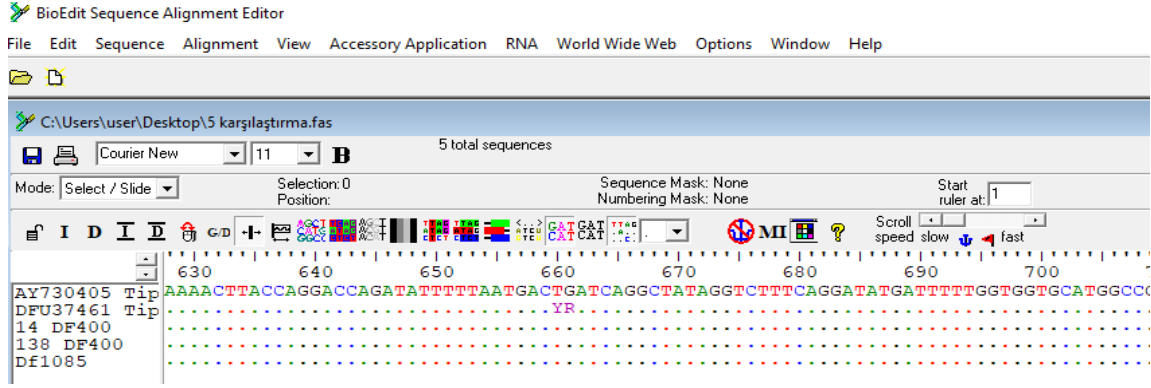 BioEdit Sequence Alignment Editor
File Edit Sequence Alignment View Accessory Application RNA World Wide Web Options Window Help
C:\Users\user\Desktop\5 karşılaştırma.fas
Courier New 11 B 5 total sequences
Mode: Select / Slide Selection: 0 Sequence Mask: None Start
Position: Numbering Mask: None ruler at: 1
I D I D G/D MI ? Scroll
speed slow fast
630 640 650 660 670 680 690 700
AY730405 Tip AAAACTTACCAGGACCAGATATTTTTAATGACTGATCAGGCTATAGGTCTTTCAGGATATGATTTTTGGTGGTGCATGGCCG
DFU37461 Tip ................................YR................................................
14 DF400 ..................................................................................
138 DF400 ..................................................................................
Df1085 ..................................................................................